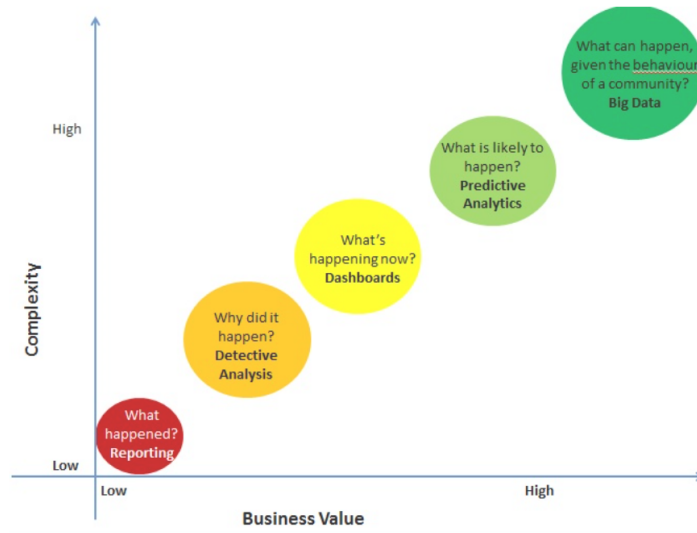 What can happen,
given the behaviour
of a community?
Big Data
High
What is likely to
happen?
Predictive
Analytics
What's
happening now?
Dashboards
Complexity
Why did it
happen?
Detective
Analysis
What
happened?
Reporting
Low
Low
High
Business Value